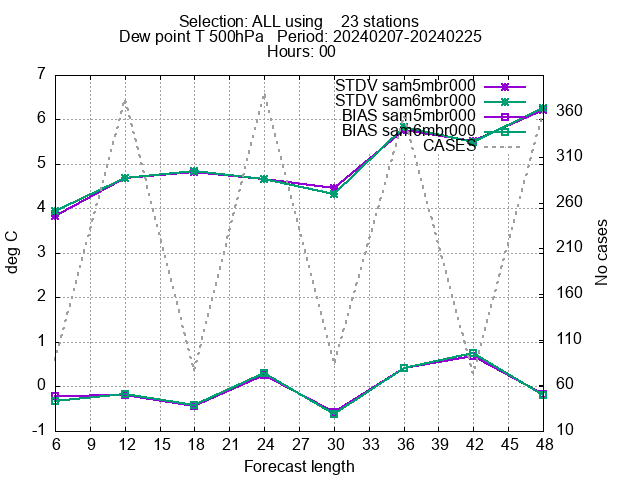 Selection: ALL using    23 stations
Dew point T 500hPa   Period: 20240207-20240225
Hours: 00
7
6
5
4
3
2
1
0
-1
deg C
STDV sam5mbr000
STDV sam6mbr000
BIAS sam5mbr000
BIAS sam6mbr000
CASES
360
310
260
210
160
110
60
10
No cases
6 9 12 15 18 21 24 27 30 33 36 39 42 45 48
Forecast length